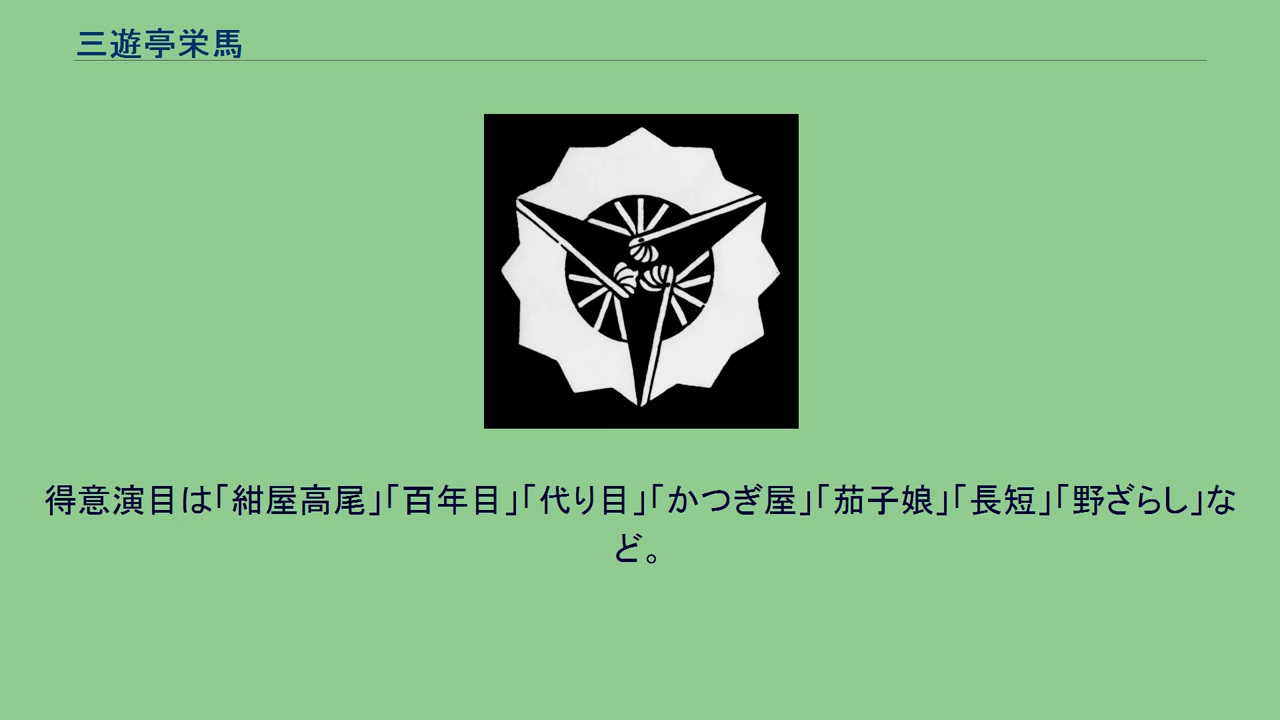 三遊亭栄馬
得意演目は｢紺屋高尾｣｢百年目｣｢代り目｣｢かつぎ屋｣｢茄子娘｣｢長短｣｢野ざらし｣な
ど。